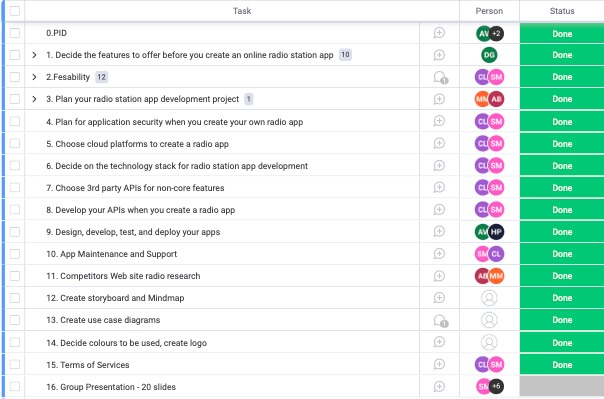 Task Person Status
0.PID AV +2 Done
1. Decide the features to offer before you create an online radio station app 10 DG Done
2.Fesability 12 1 CL SM Done
3. Plan your radio station app development project 1 MM AB Done
4. Plan for application security when you create your own radio app CL SM Done
5. Choose cloud platforms to create a radio app CL SM Done
6. Decide on the technology stack for radio station app development CL SM Done
7. Choose 3rd party APIs for non-core features CL SM Done
8. Develop your APIs when you create a radio app CL SM Done
9. Design, develop, test, and deploy your apps AV HP Done
10. App Maintenance and Support SM CL Done
11. Competitors Web site radio research AB MM Done
12. Create storyboard and Mindmap Done
13. Create use case diagrams 1 Done
14. Decide colours to be used, create logo Done
15. Terms of Services CL SM Done
16. Group Presentation - 20 slides SM +6